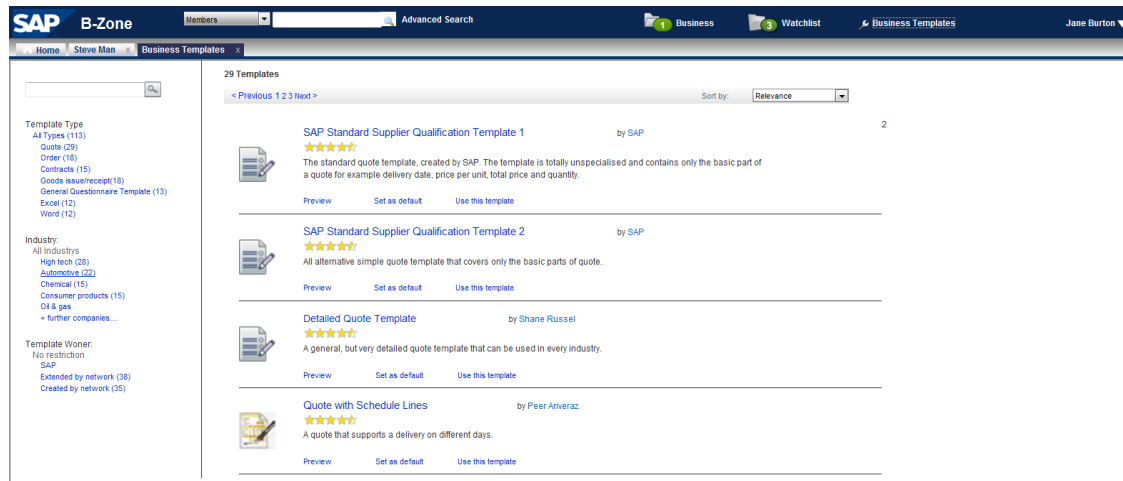 SAP B-Zone Members Advanced Search 1 Business 3 Watchlist Business Templates Jane Burton
Home Steve Man x Business Templates x
29 Templates
< Previous 1 2 3 Next > Sort by: Relevance
Template Type
All Types (113)
Quote (29)
Order (18)
Contracts (15)
Goods issue/receipt(18)
General Questionnaire Template (13)
Excel (12)
Word (12)
Industry:
All Industrys
High tech (28)
Automotive (22)
Chemical (15)
Consumer products (15)
Oil & gas
+ further companies....
Template Woner:
No restriction
SAP
Extended by network (38)
Created by network (35)
SAP Standard Supplier Qualification Template 1 by SAP 2
The standard quote template, created by SAP. The template is totally unspecialised and contains only the basic part of
a quote for example delivery date, price per unit, total price and quantity.
Preview Set as default Use this template
SAP Standard Supplier Qualification Template 2 by SAP
All alternative simple quote template that covers only the basic parts of quote.
Preview Set as default Use this template
Detailed Quote Template by Shane Russel
A general, but very detailed quote template that can be used in every industry.
Preview Set as default Use this template
Quote with Schedule Lines by Peer Ariveraz
A quote that supports a delivery on different days.
Preview Set as default Use this template